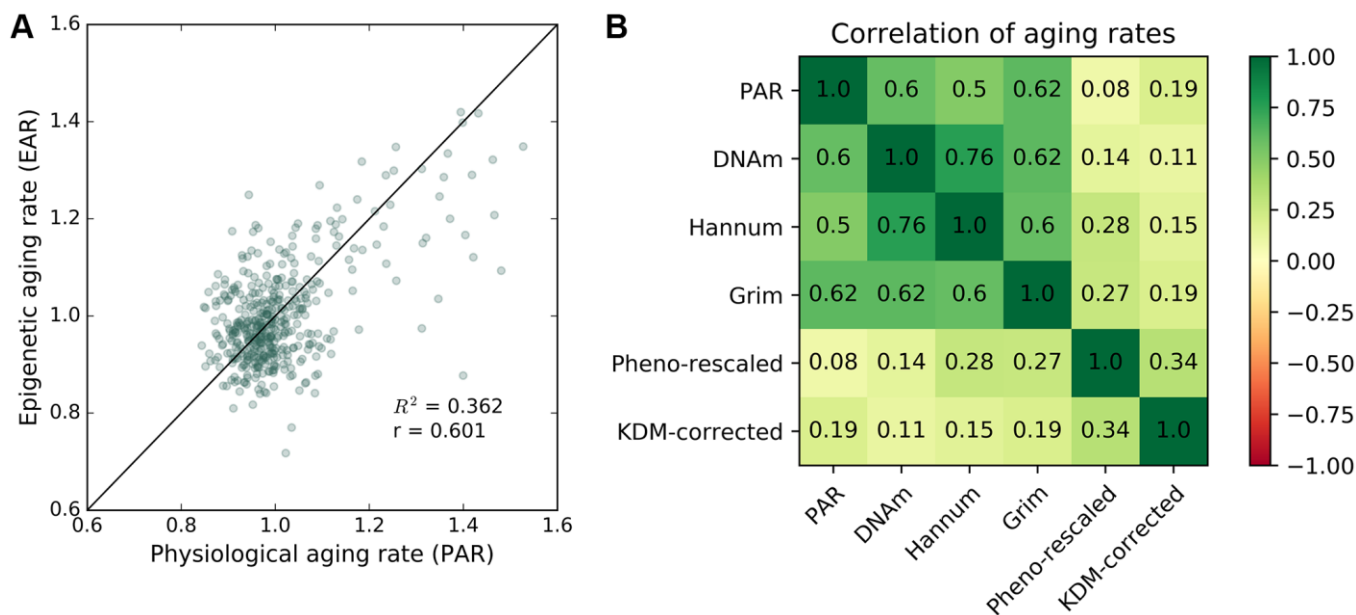 A
1.6
1.4
1.2
1.0
0.8
0.6
Epigenetic aging rate (EAR)
R² = 0.362
r = 0.601
0.6 0.8 1.0 1.2 1.4 1.6
Physiological aging rate (PAR)
B
Correlation of aging rates
PAR 1.0 0.6 0.5 0.62 0.08 0.19
DNAm 0.6 1.0 0.76 0.62 0.14 0.11
Hannum 0.5 0.76 1.0 0.6 0.28 0.15
Grim 0.62 0.62 0.6 1.0 0.27 0.19
Pheno-rescaled 0.08 0.14 0.28 0.27 1.0 0.34
KDM-corrected 0.19 0.11 0.15 0.19 0.34 1.0
PAR
DNAm
Hannum
Grim
Pheno-rescaled
KDM-corrected
1.00
0.75
0.50
0.25
0.00
−0.25
−0.50
−0.75
−1.00